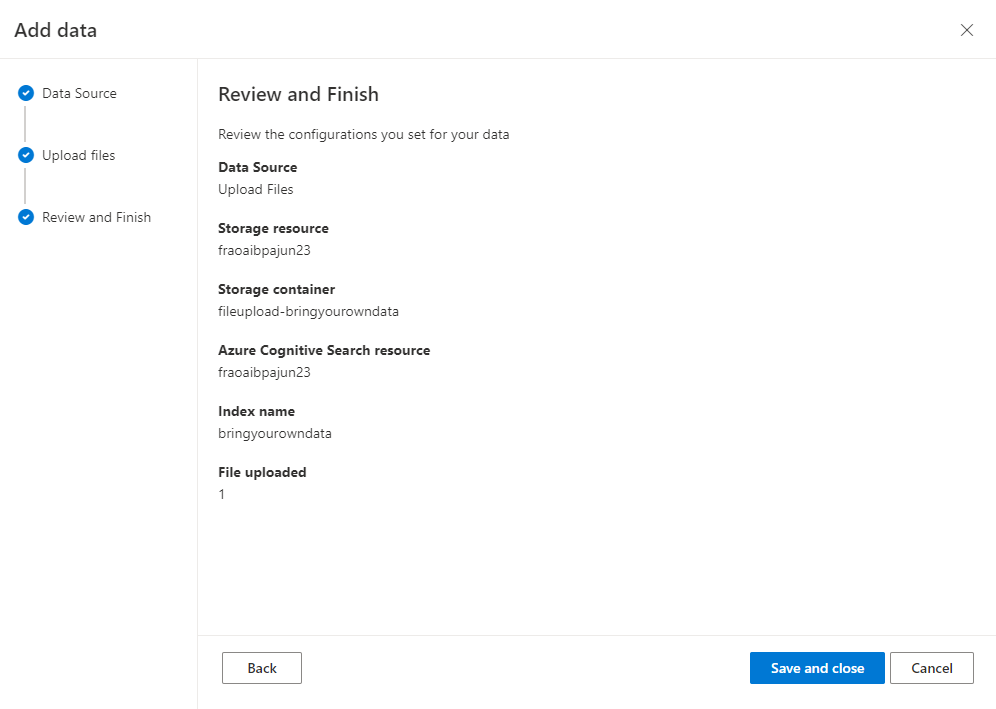 Add data
Data Source
Upload files
Review and Finish
Review and Finish
Review the configurations you set for your data
Data Source
Upload Files
Storage resource
fraoaibpajun23
Storage container
fileupload-bringyourowndata
Azure Cognitive Search resource
fraoaibpajun23
Index name
bringyourowndata
File uploaded
1
Back
Save and close
Cancel